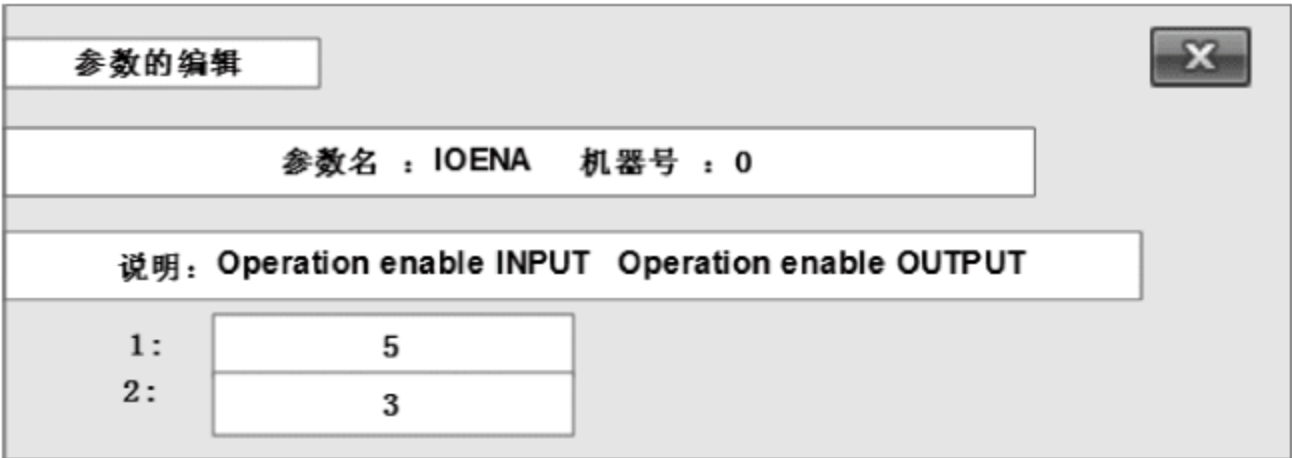 参数的编辑
X
参数名 ：IOENA 机器号 ：0
说明：Operation enable INPUT Operation enable OUTPUT
1: 5
2: 3